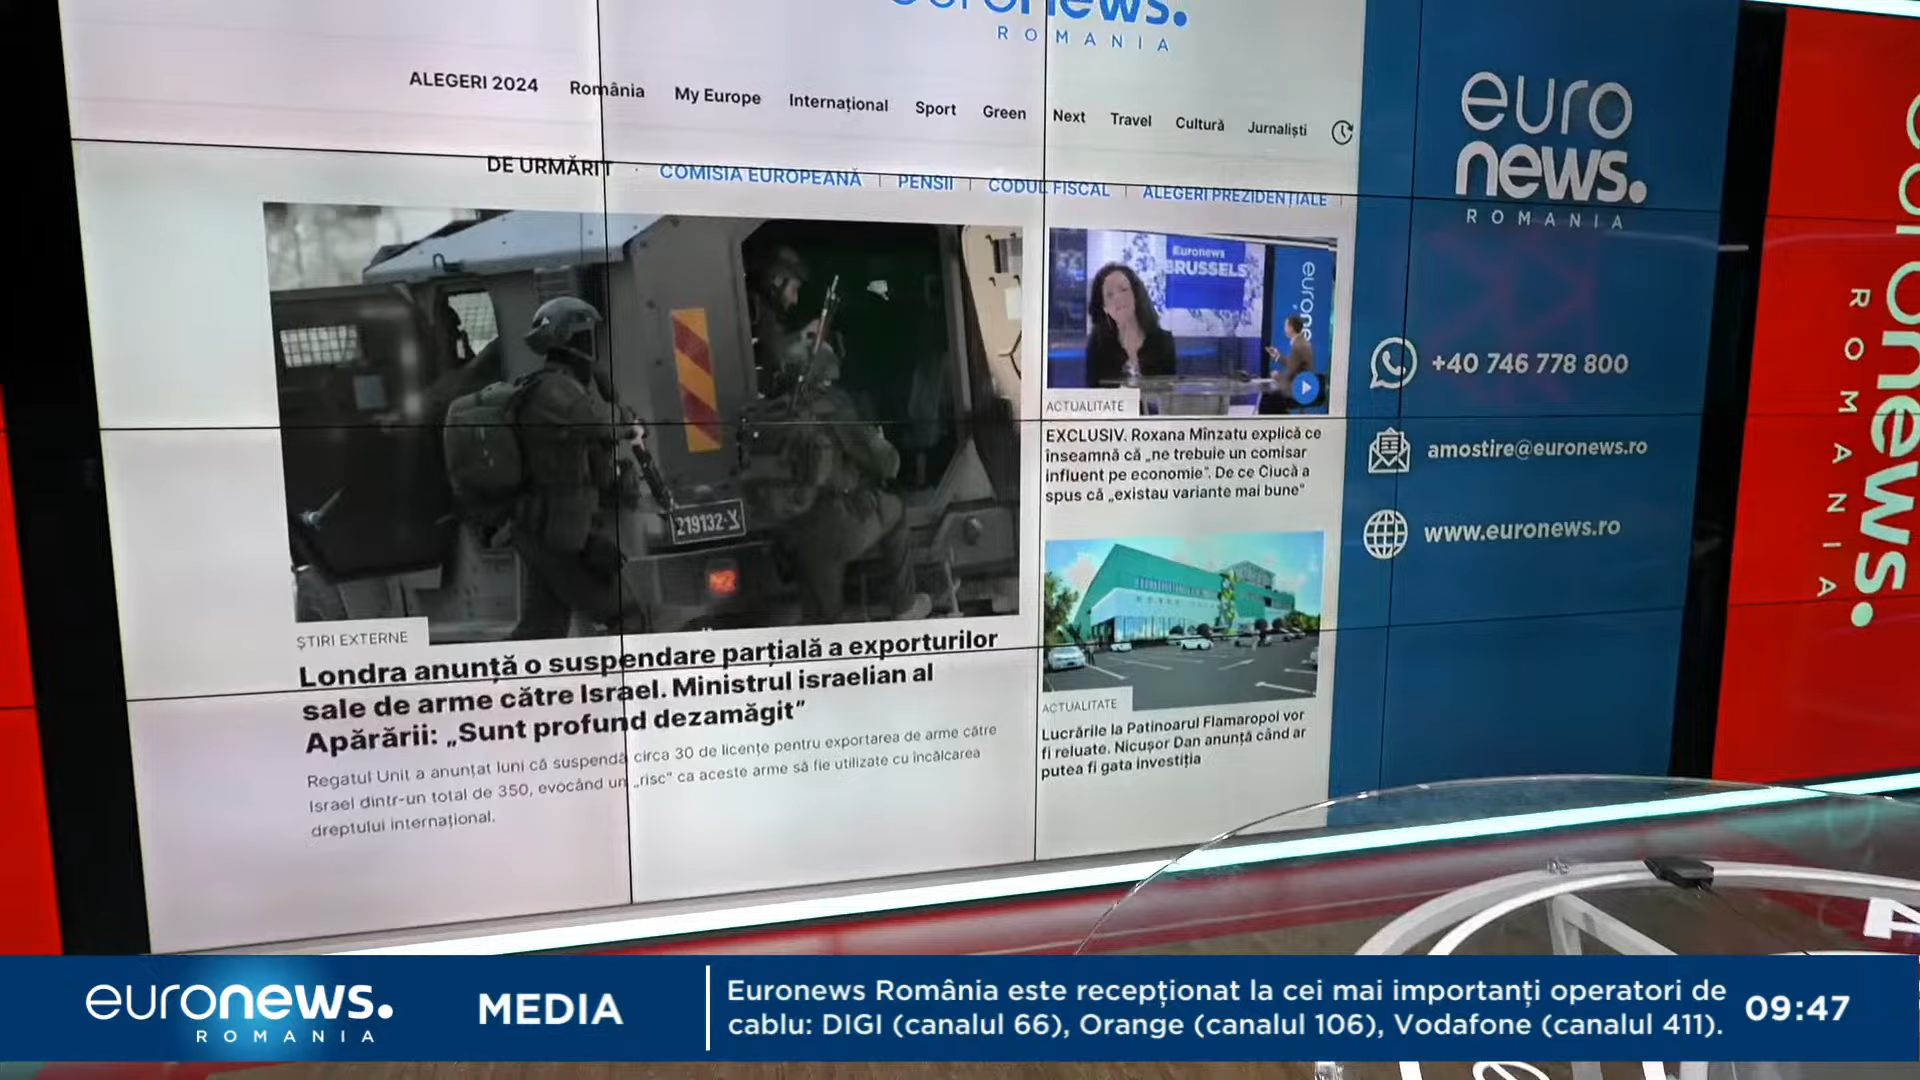 euronews.
ROMANIA
ALEGERI 2024
România
My Europe
Internațional
Sport
Green
Next
Travel
Cultură
Jurnaliști
DE URMĂRIT
COMISIA EUROPEANĂ
PENSII
CODUL FISCAL
ALEGERI PREZIDENȚIALE
219132-
ȘTIRI EXTERNE
Londra anunță o suspendare parțială a exporturilor
sale de arme către Israel. Ministrul israelian al
Apărării: „Sunt profund dezamăgit”
Regatul Unit a anunțat luni că suspendă circa 30 de licențe pentru exportarea de arme către
Israel dintr-un total de 350, evocând un „risc” ca aceste arme să fie utilizate cu încălcarea
dreptului internațional.
Euronews
BRUSSELS
euron
ACTUALITATE
EXCLUSIV. Roxana Mînzatu explică ce
înseamnă că „ne trebuie un comisar
influent pe economie”. De ce Ciucă a
spus că „existau variante mai bune”
ACTUALITATE
Lucrările la Patinoarul Flamaropol vor
fi reluate. Nicușor Dan anunță când ar
putea fi gata investiția
euro
news.
ROMANIA
+40 746 778 800
amostire@euronews.ro
www.euronews.ro
euronews.
ROMANIA
euronews.
ROMANIA
MEDIA
Euronews România este recepționat la cei mai importanți operatori de
cablu: DIGI (canalul 66), Orange (canalul 106), Vodafone (canalul 411).
09:47